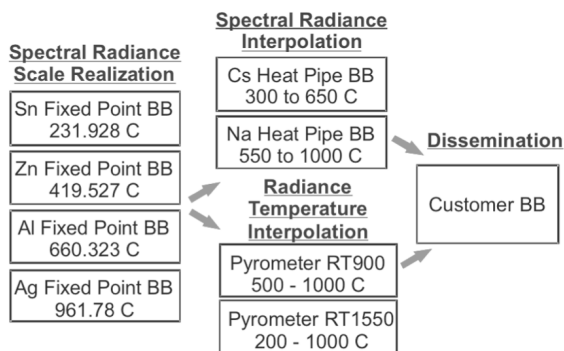 Spectral Radiance
Scale Realization
Sn Fixed Point BB
231.928 C
Zn Fixed Point BB
419.527 C
Al Fixed Point BB
660.323 C
Ag Fixed Point BB
961.78 C
Spectral Radiance
Interpolation
Cs Heat Pipe BB
300 to 650 C
Na Heat Pipe BB
550 to 1000 C
Radiance
Temperature
Interpolation
Pyrometer RT900
500 - 1000 C
Pyrometer RT1550
200 - 1000 C
Dissemination
Customer BB